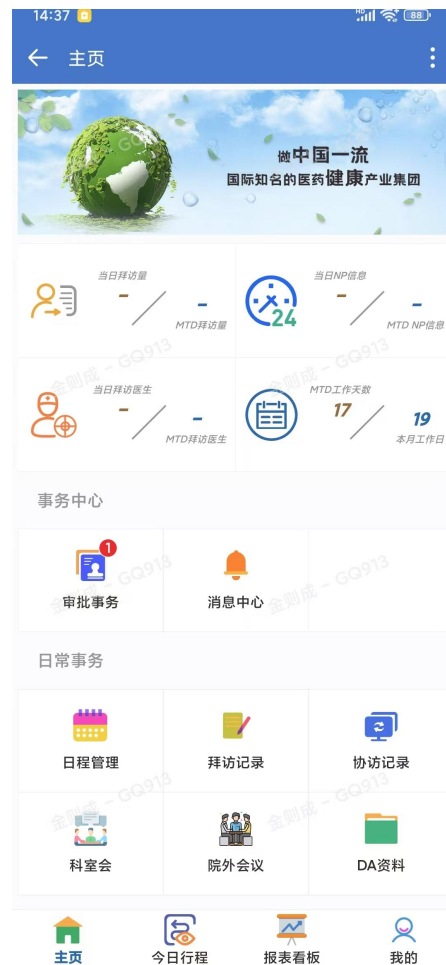 14:37
HD
88
主页
做中国一流
国际知名的医药健康产业集团
当日拜访量
-
-
MTD拜访量
24
当日NP信息
-
-
MTD NP信息
当日拜访医生
-
-
MTD拜访医生
MTD工作天数
17
19
本月工作日
事务中心
1
审批事务
消息中心
日常事务
日程管理
拜访记录
协访记录
科室会
院外会议
DA资料
主页
今日行程
报表看板
我的
金则成 - GQ913